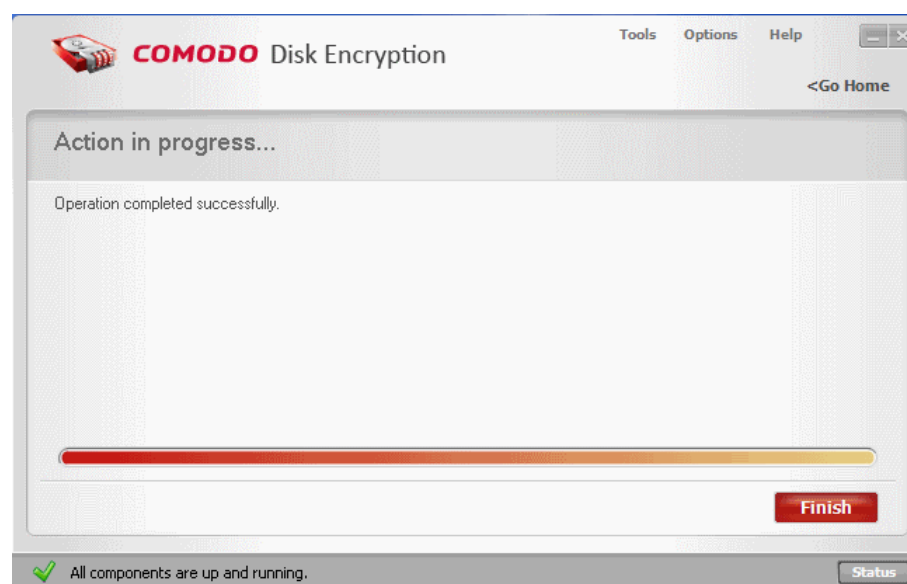 COMODO Disk Encryption
Tools Options Help
<Go Home
Action in progress...
Operation completed successfully.
Finish
All components are up and running.
Status